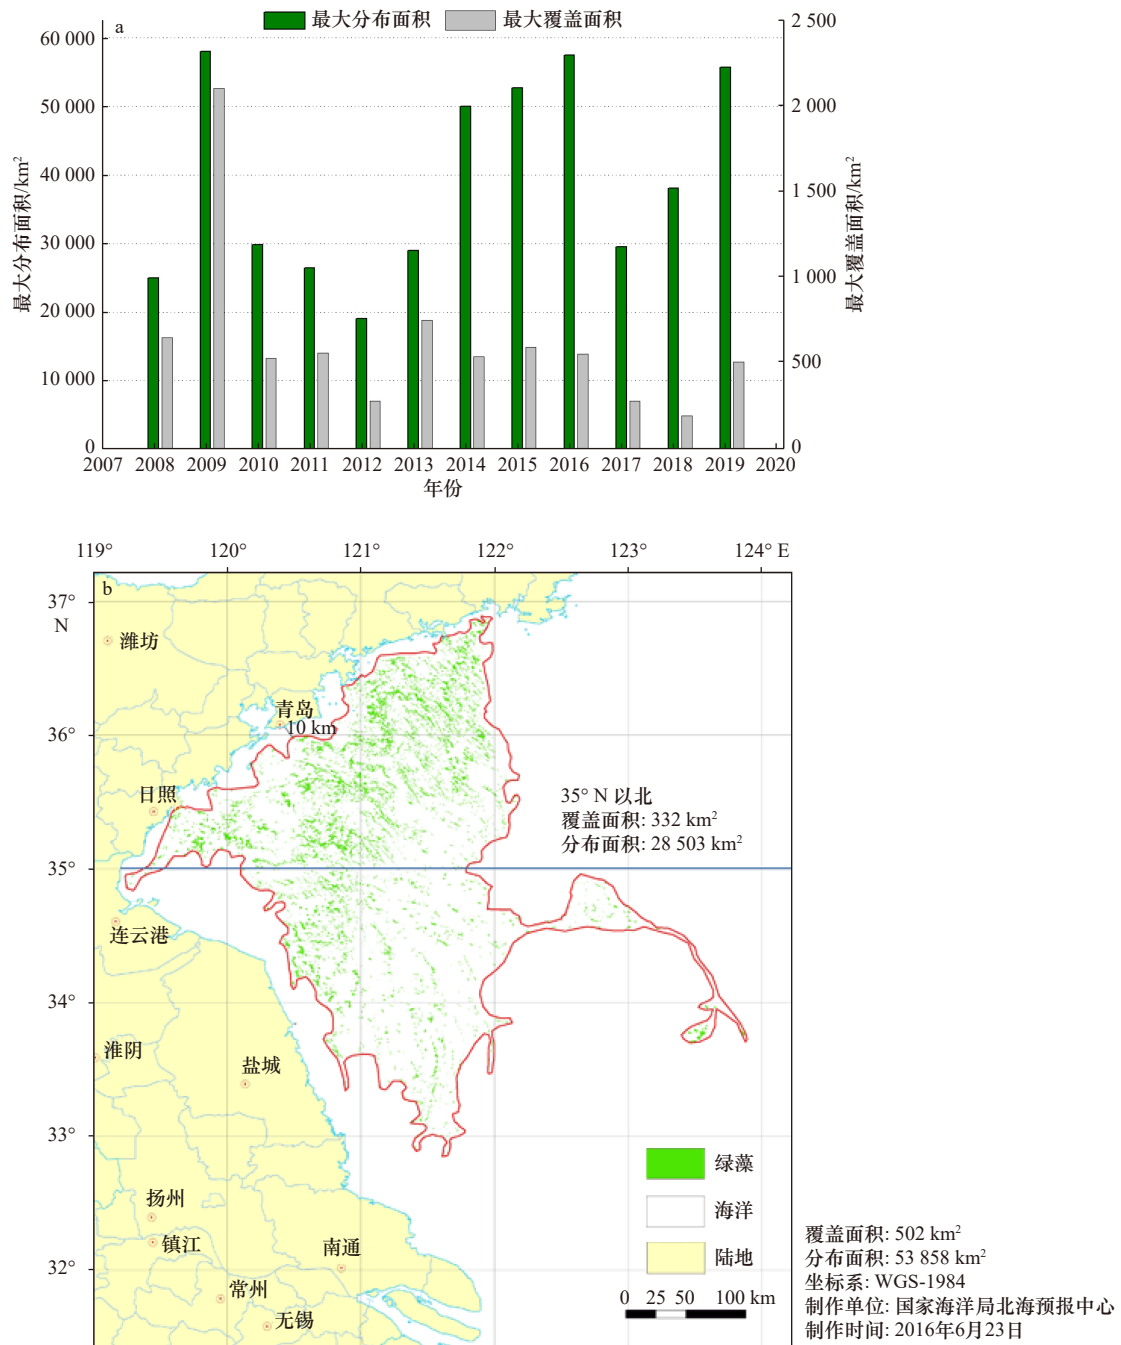 a
最大分布面积
最大覆盖面积
60 000
50 000
40 000
30 000
20 000
10 000
0
最大分布面积/km²
2 500
2 000
1 500
1 000
500
0
最大覆盖面积/km²
2007 2008 2009 2010 2011 2012 2013 2014 2015 2016 2017 2018 2019 2020
年份
119° 120° 121° 122° 123° 124° E
b
37°
N
36°
35°
34°
33°
32°
潍坊
青岛
10 km
日照
35° N 以北
覆盖面积: 332 km²
分布面积: 28 503 km²
连云港
淮阴
盐城
扬州
镇江
南通
常州
无锡
绿藻
海洋
陆地
0 25 50 100 km
覆盖面积: 502 km²
分布面积: 53 858 km²
坐标系: WGS-1984
制作单位: 国家海洋局北海预报中心
制作时间: 2016年6月23日